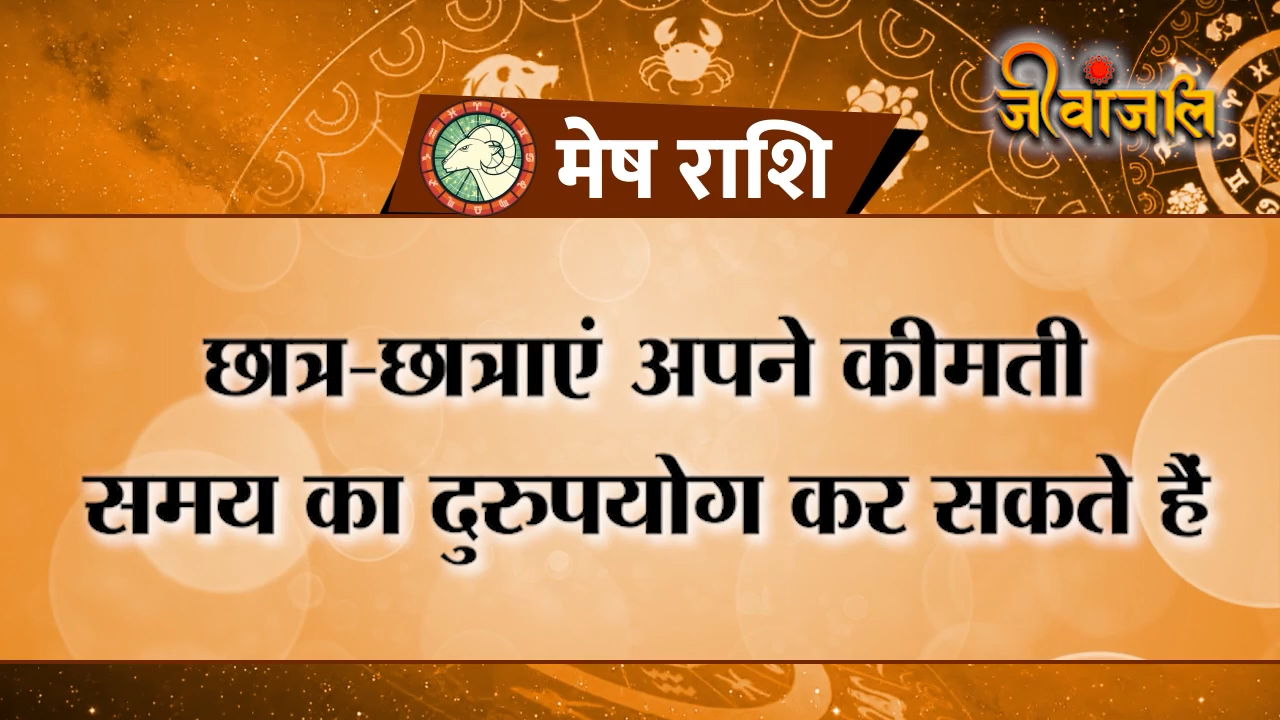 जीवांजलि
मेष राशि
छात्र-छात्राएं अपने कीमती
समय का दुरुपयोग कर सकते हैं